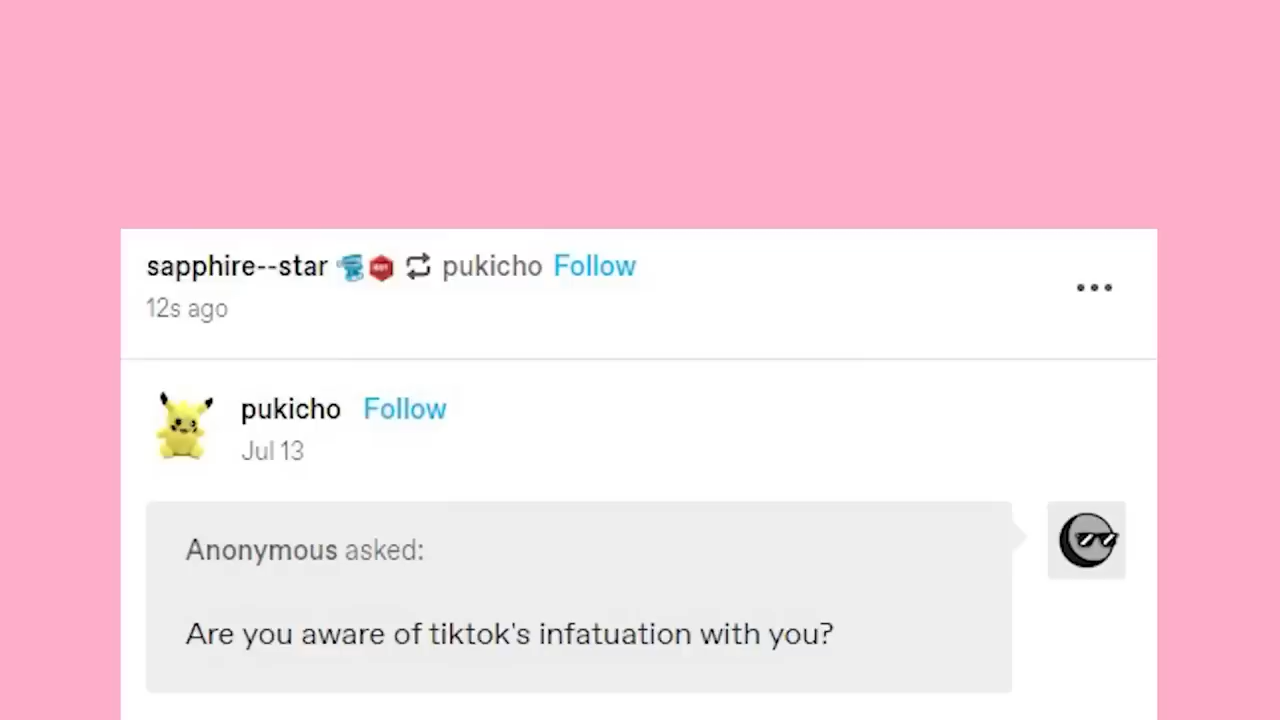 sapphire--star pukicho Follow
12s ago
pukicho Follow
Jul 13
Anonymous asked:
Are you aware of tiktok's infatuation with you?